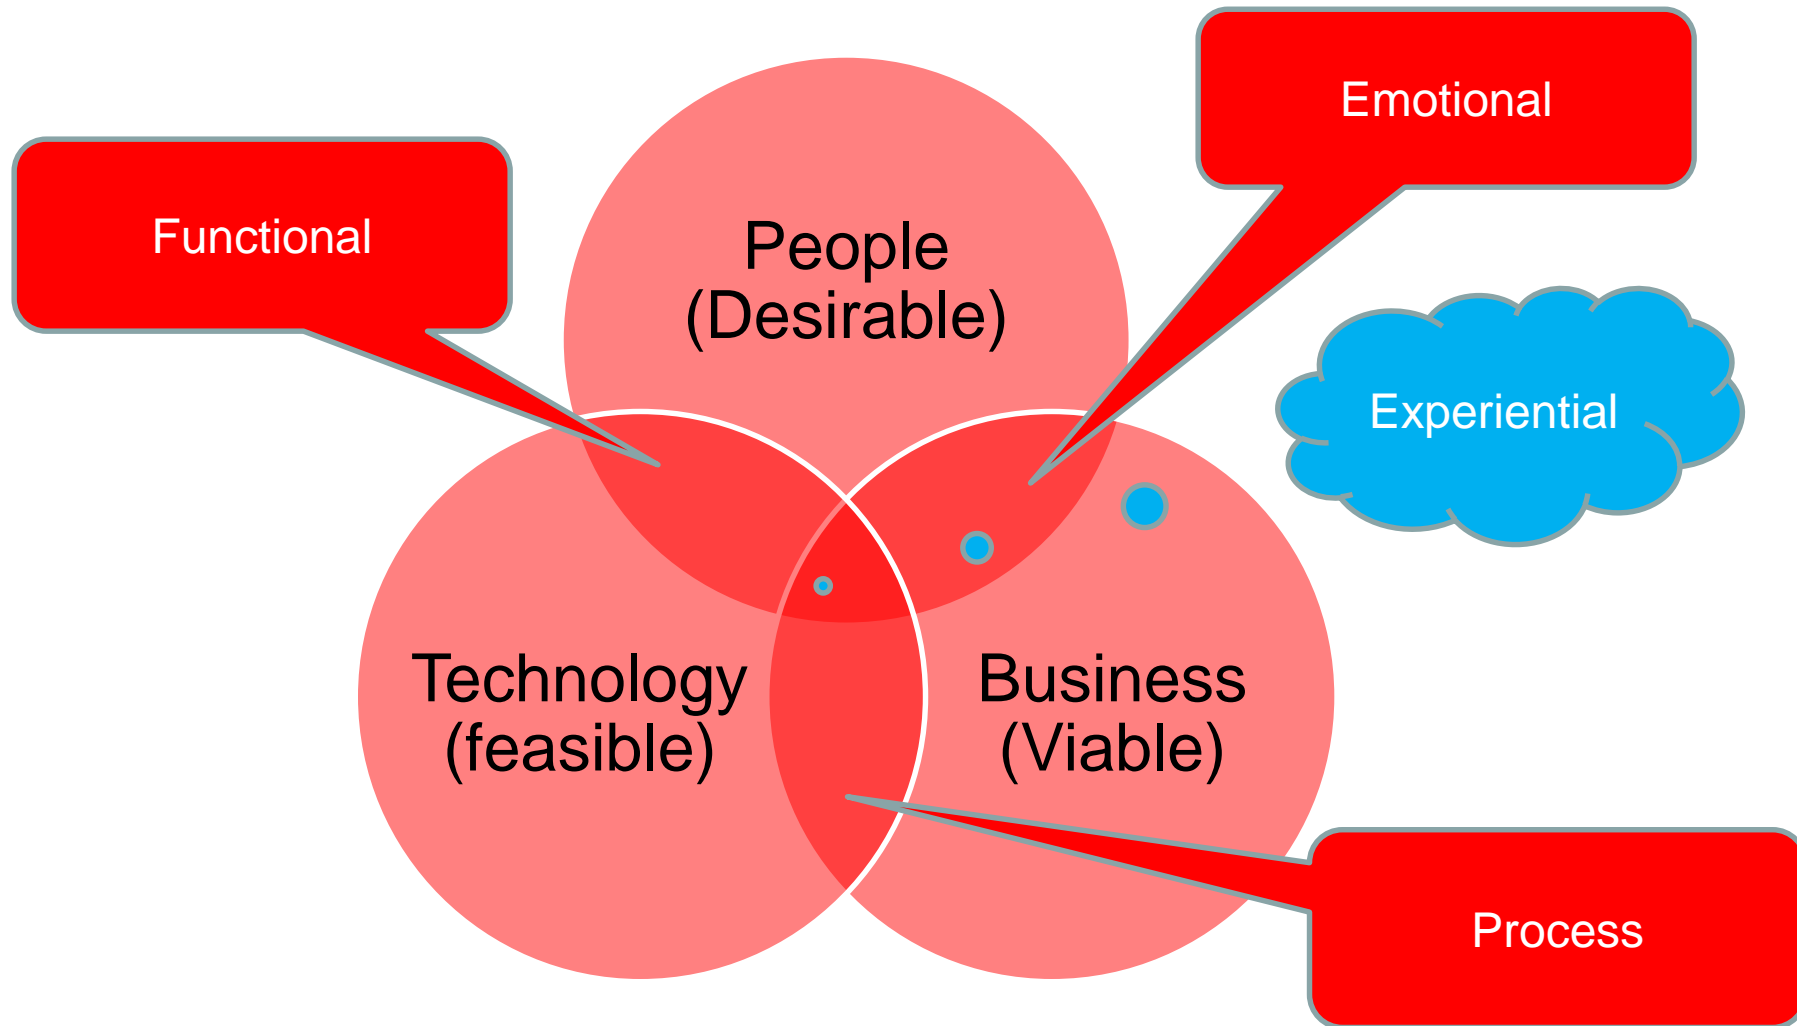 Emotional
Functional
People
(Desirable)
Experiential
Technology
(feasible)
Business
(Viable)
Process